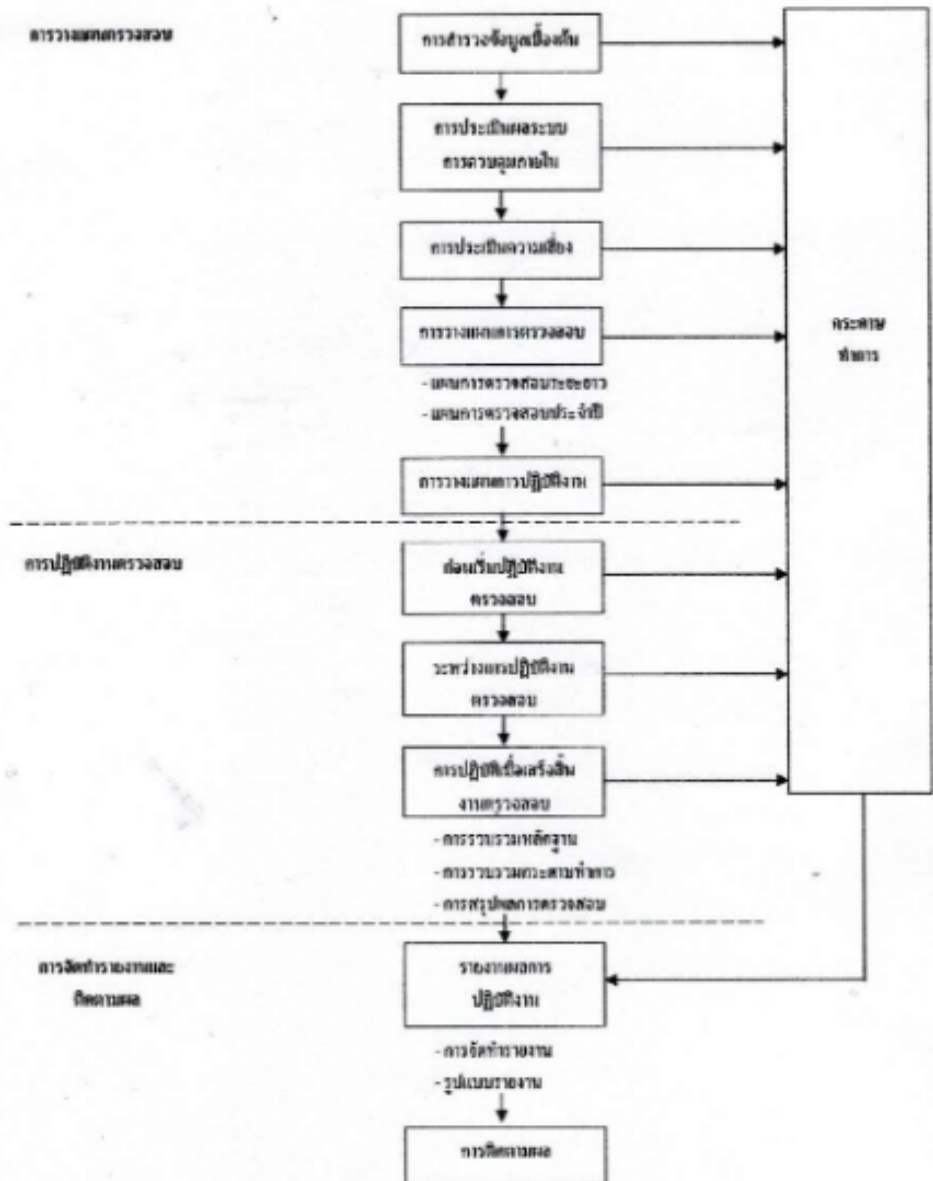 การวางแผนตรวจสอบ
การสำรวจข้อมูลเบื้องต้น
การประเมินผลระบบ
การควบคุมภายใน
การประเมินความเสี่ยง
การวางแผนการตรวจสอบ
- แผนการตรวจสอบระยะยาว
- แผนการตรวจสอบประจำปี
การวางแผนการปฏิบัติงาน
กระดาษ
ทำการ
การปฏิบัติงานตรวจสอบ
ก่อนเริ่มปฏิบัติงาน
ตรวจสอบ
ระหว่างการปฏิบัติงาน
ตรวจสอบ
การปฏิบัติเมื่อเสร็จสิ้น
งานตรวจสอบ
- การรวบรวมหลักฐาน
- การรวบรวมกระดาษทำการ
- การสรุปผลการตรวจสอบ
การจัดทำรายงานและ
ติดตามผล
รายงานผลการ
ปฏิบัติงาน
- การจัดทำรายงาน
- รูปแบบรายงาน
การติดตามผล